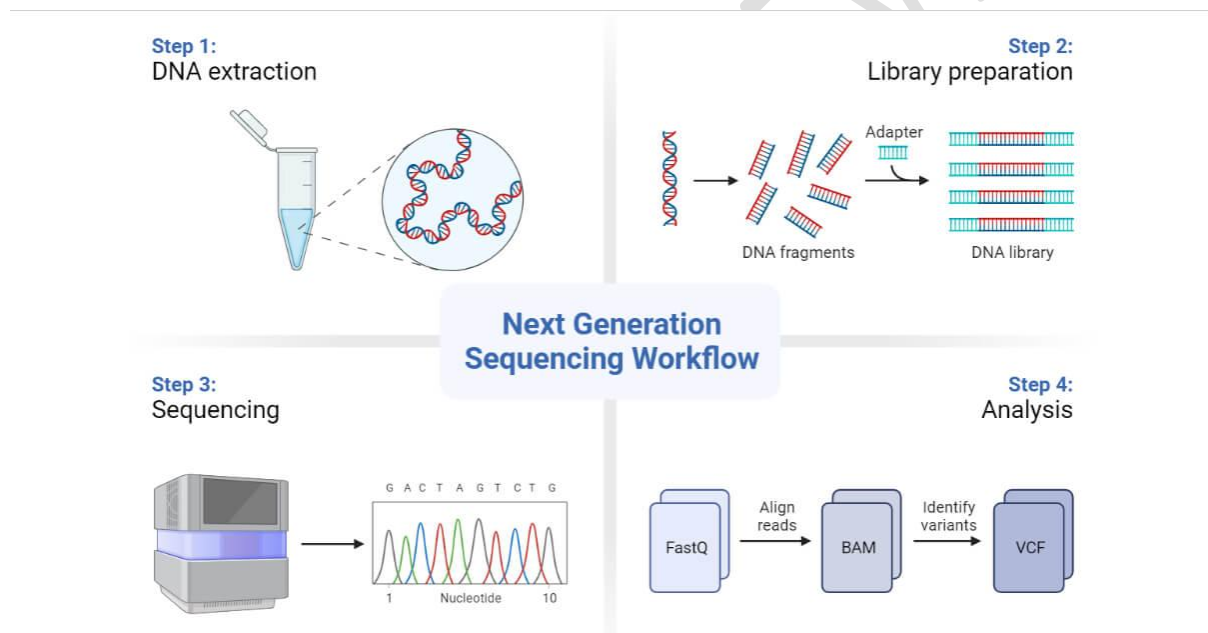 Step 1:
DNA extraction
Step 2:
Library preparation
Adapter
DNA fragments
DNA library
Next Generation
Sequencing Workflow
Step 3:
Sequencing
G A C T A G T C T G
1 Nucleotide 10
Step 4:
Analysis
Align
reads
Identify
variants
FastQ
BAM
VCF